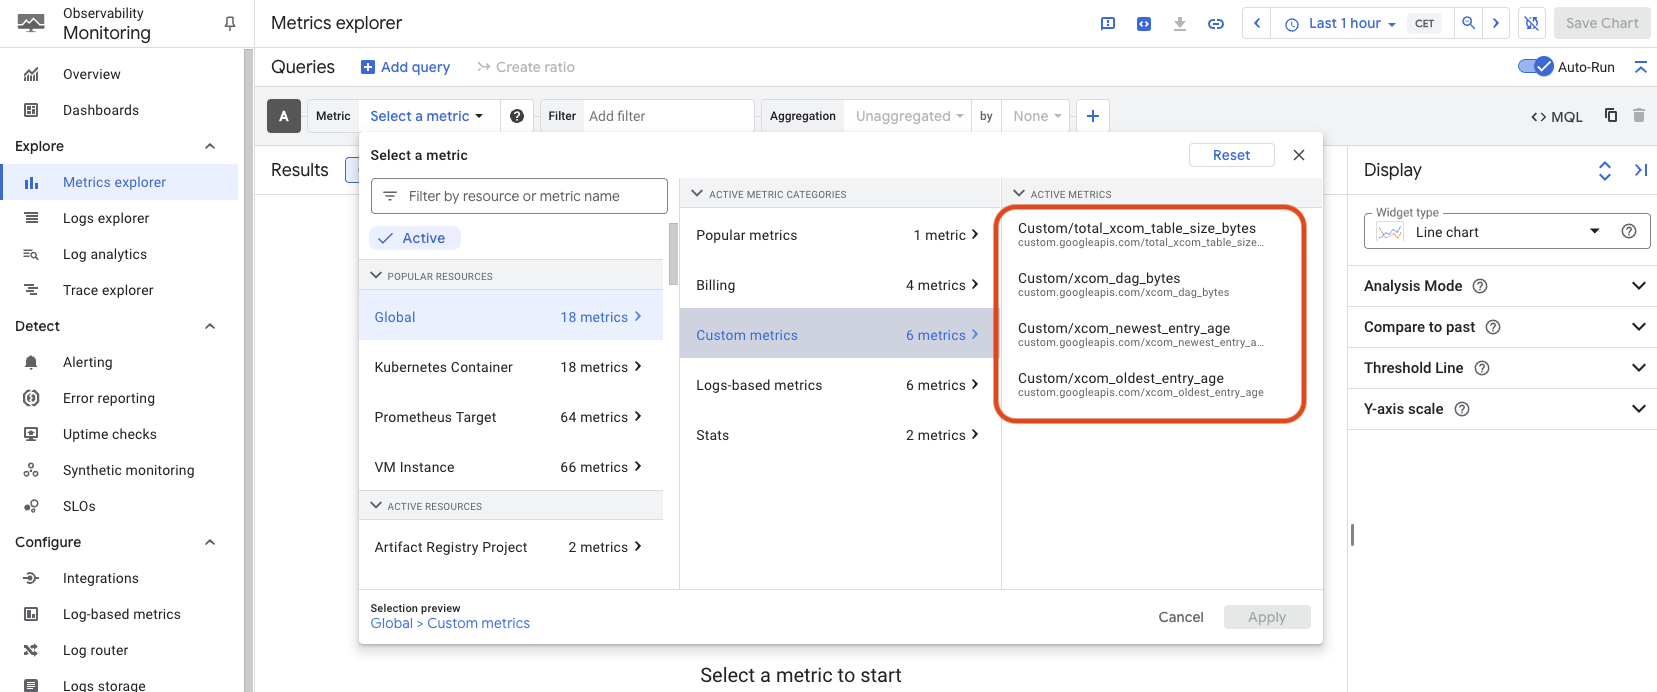 Observability
Monitoring
Metrics explorer
Last 1 hour
CET
Save Chart
Overview
Dashboards
Explore
Metrics explorer
Logs explorer
Log analytics
Trace explorer
Detect
Alerting
Error reporting
Uptime checks
Synthetic monitoring
SLOs
Configure
Integrations
Log-based metrics
Log router
Logs storage
Queries
Add query
Create ratio
Auto-Run
A
Metric
Select a metric
Filter
Add filter
Aggregation
Unaggregated
by
None
<> MQL
Results
Select a metric
Reset
Filter by resource or metric name
Active
POPULAR RESOURCES
Global 18 metrics
Kubernetes Container 18 metrics
Prometheus Target 64 metrics
VM Instance 66 metrics
ACTIVE RESOURCES
Artifact Registry Project 2 metrics
ACTIVE METRIC CATEGORIES
Popular metrics 1 metric
Billing 4 metrics
Custom metrics 6 metrics
Logs-based metrics 6 metrics
Stats 2 metrics
ACTIVE METRICS
Custom/total_xcom_table_size_bytes
custom.googleapis.com/total_xcom_table_size...
Custom/xcom_dag_bytes
custom.googleapis.com/xcom_dag_bytes
Custom/xcom_newest_entry_age
custom.googleapis.com/xcom_newest_entry_a...
Custom/xcom_oldest_entry_age
custom.googleapis.com/xcom_oldest_entry_age
Selection preview
Global > Custom metrics
Cancel
Apply
Select a metric to start
Display
Widget type
Line chart
Analysis Mode
Compare to past
Threshold Line
Y-axis scale